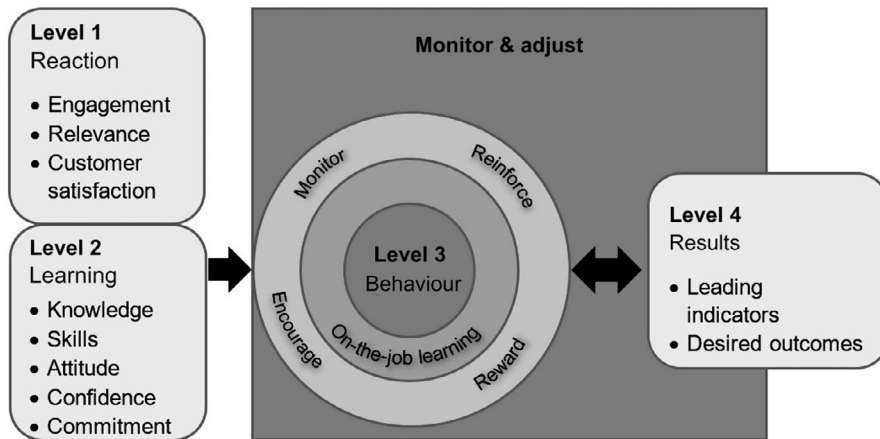 Level 1
Reaction
• Engagement
• Relevance
• Customer
satisfaction
Level 2
Learning
• Knowledge
• Skills
• Attitude
• Confidence
• Commitment
Monitor & adjust
Monitor
Reinforce
Encourage
Reward
On-the-job learning
Level 3
Behaviour
Level 4
Results
• Leading
indicators
• Desired outcomes